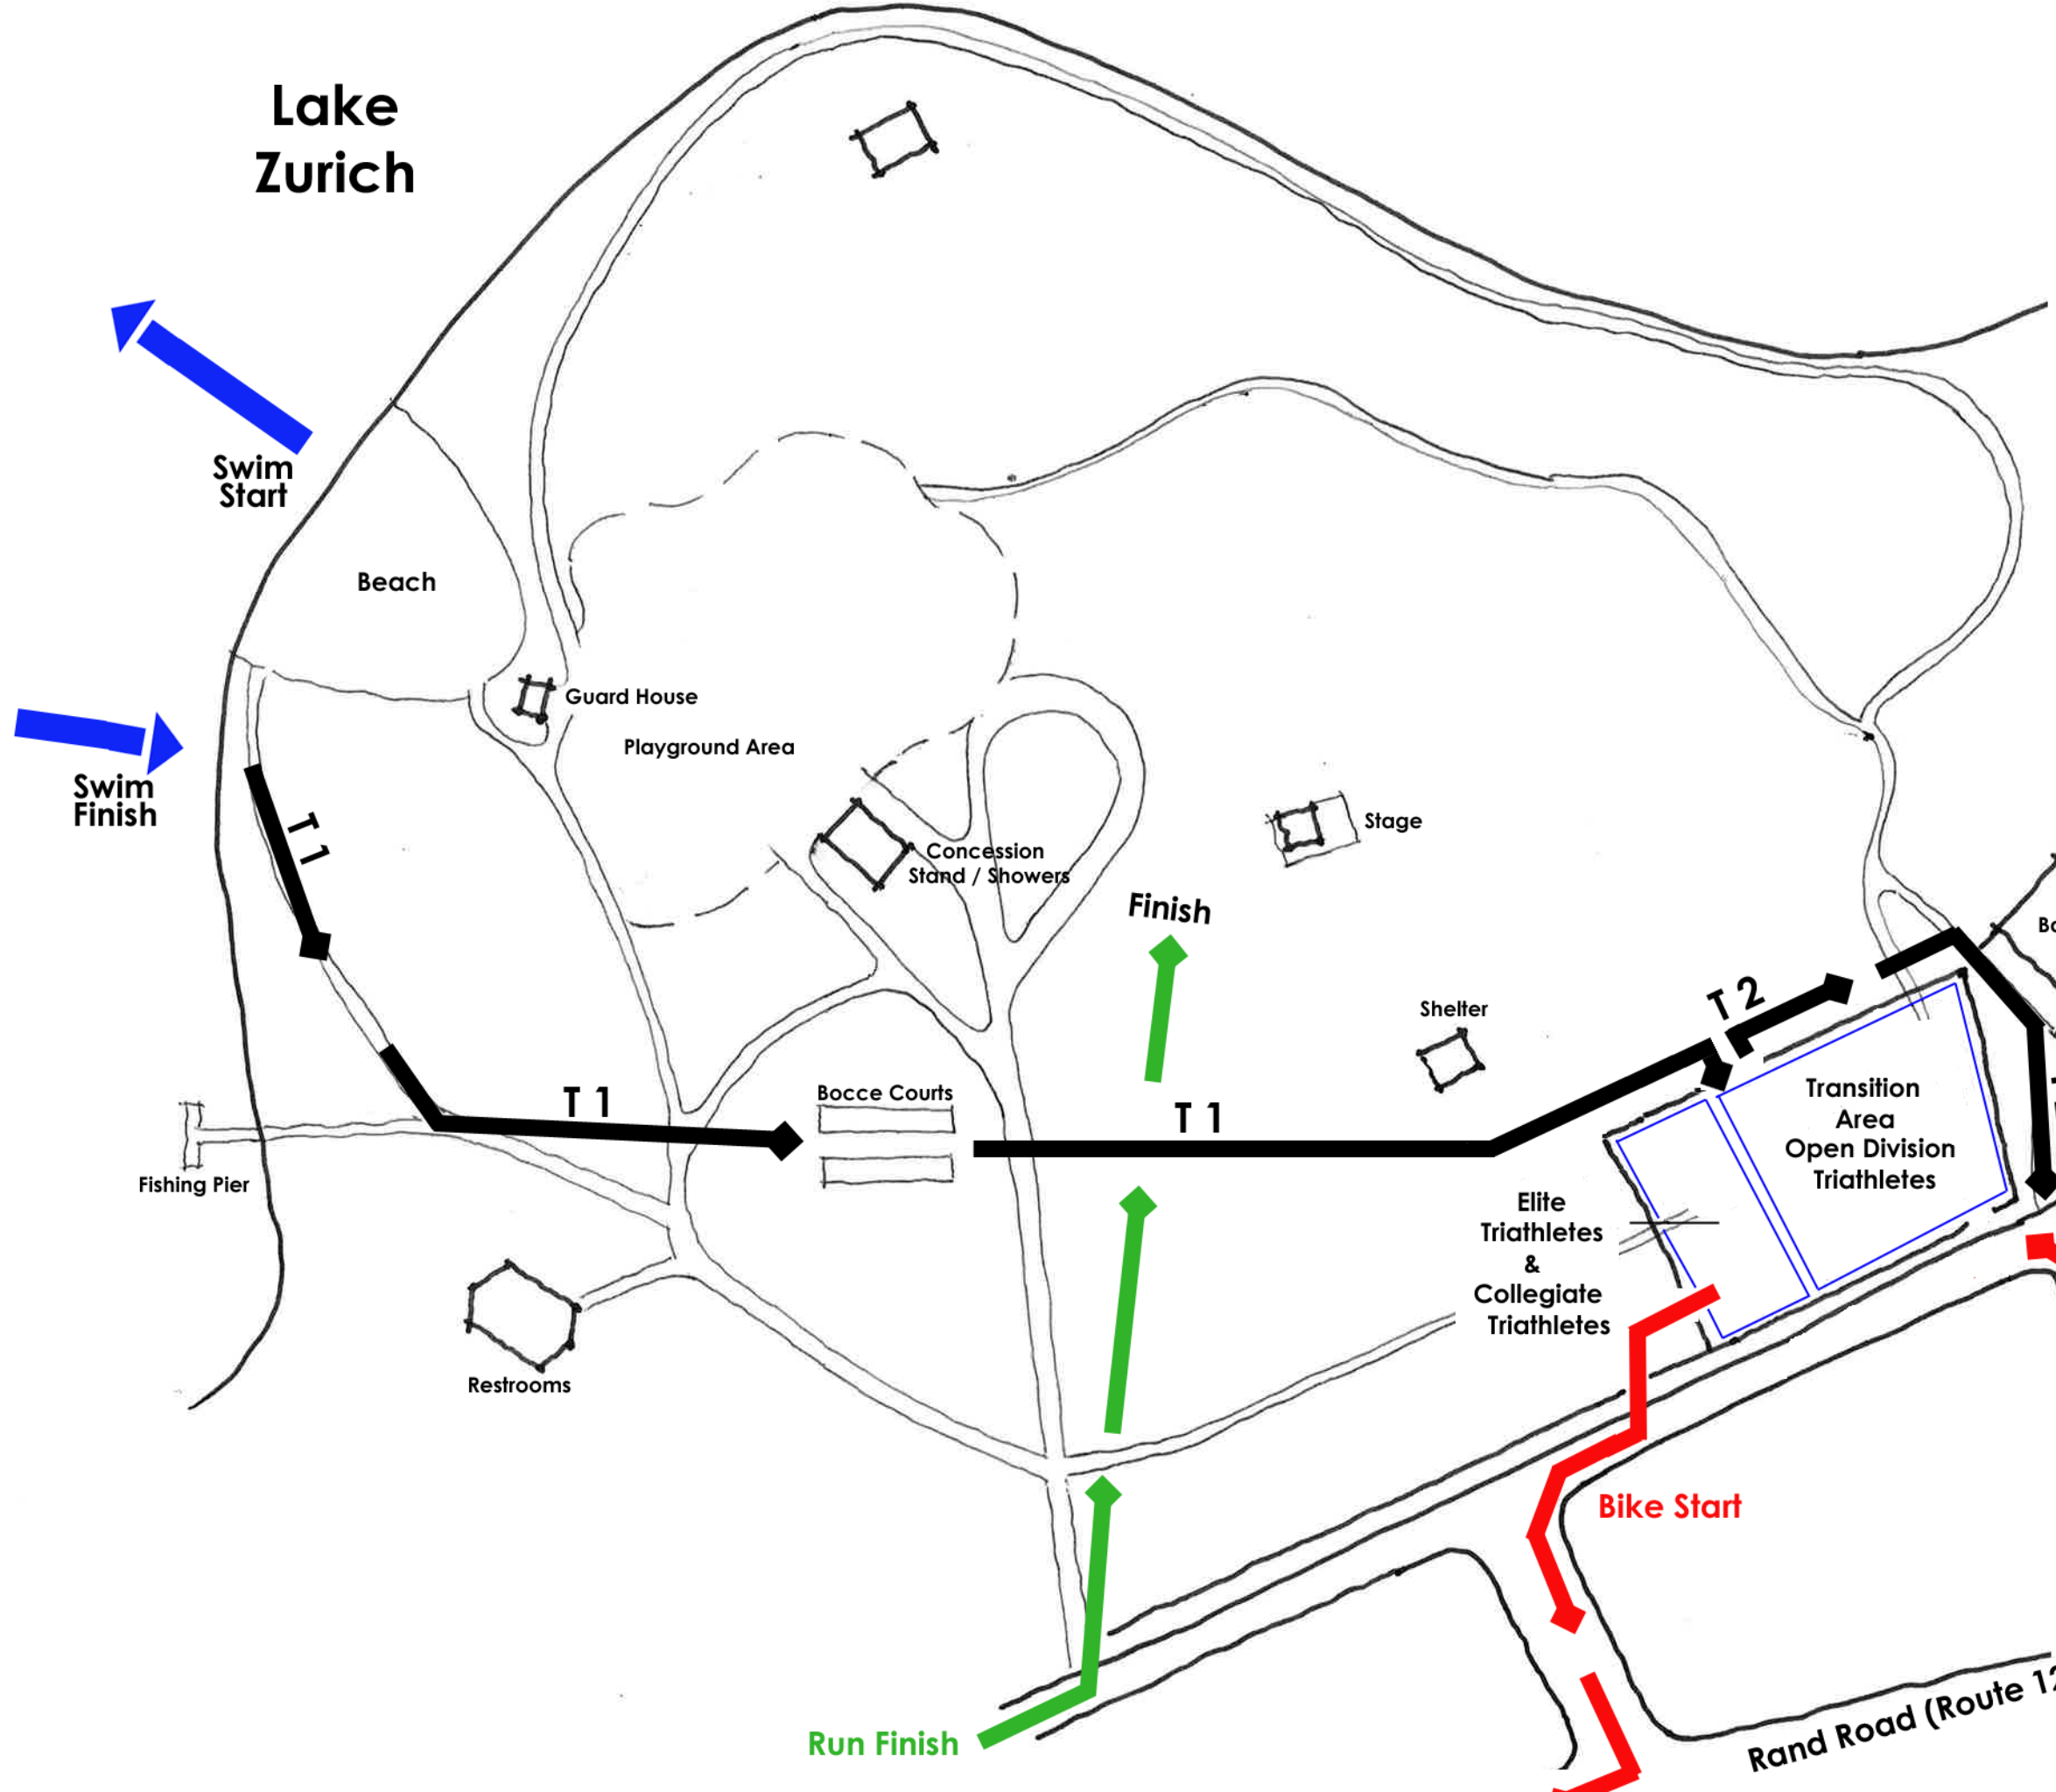 Lake
Zurich
Swim
Start
Beach
Guard House
Playground Area
Swim
Finish
T 1
Concession
Stand / Showers
Stage
Finish
Shelter
T 2
Bocce Courts
T 1
T 1
Transition
Area
Open Division
Triathletes
Fishing Pier
Elite
Triathletes
&
Collegiate
Triathletes
Restrooms
Bike Start
Run Finish
Rand Road (Route